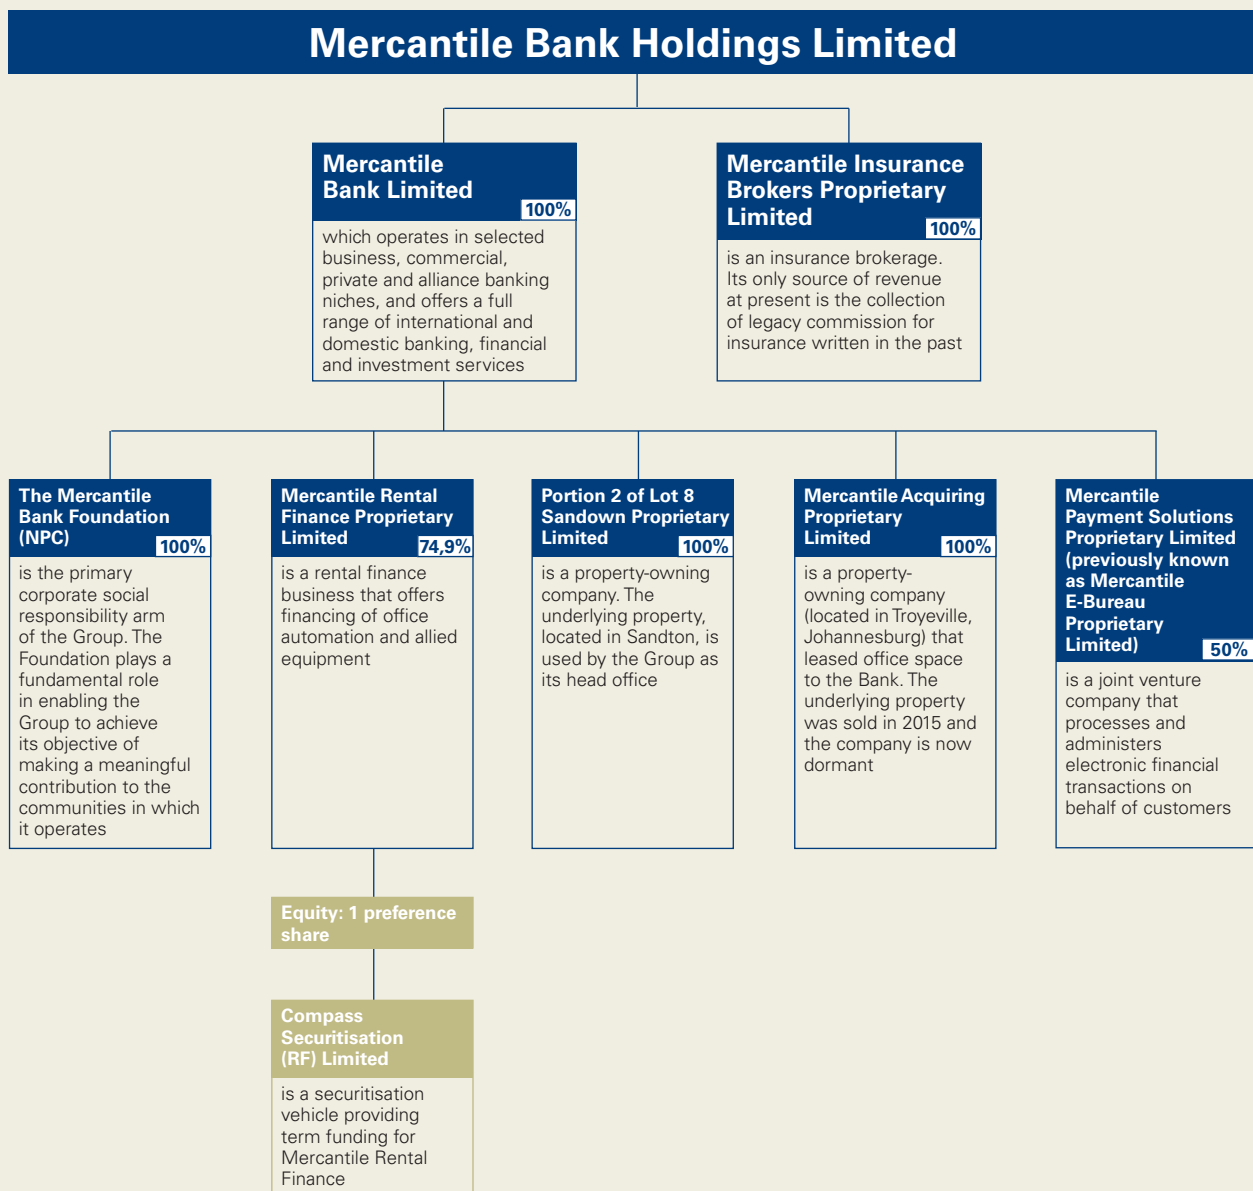 Mercantile Bank Holdings Limited
Mercantile
Bank Limited
100%
which operates in selected
business, commercial,
private and alliance banking
niches, and offers a full
range of international and
domestic banking, financial
and investment services
Mercantile Insurance
Brokers Proprietary
Limited
100%
is an insurance brokerage.
Its only source of revenue
at present is the collection
of legacy commission for
insurance written in the past
The Mercantile
Bank Foundation
(NPC)
100%
is the primary
corporate social
responsibility arm
of the Group. The
Foundation plays a
fundamental role
in enabling the
Group to achieve
its objective of
making a meaningful
contribution to the
communities in which
it operates
Mercantile Rental
Finance Proprietary
Limited
74,9%
is a rental finance
business that offers
financing of office
automation and allied
equipment
Portion 2 of Lot 8
Sandown Proprietary
Limited
100%
is a property-owning
company. The
underlying property,
located in Sandton, is
used by the Group as
its head office
Mercantile Acquiring
Proprietary
Limited
100%
is a property-
owning company
(located in Troyeville,
Johannesburg) that
leased office space
to the Bank. The
underlying property
was sold in 2015 and
the company is now
dormant
Mercantile
Payment Solutions
Proprietary Limited
(previously known
as Mercantile
E-Bureau
Proprietary
Limited)
50%
is a joint venture
company that
processes and
administers
electronic financial
transactions on
behalf of customers
Equity: 1 preference
share
Compass
Securitisation
(RF) Limited
is a securitisation
vehicle providing
term funding for
Mercantile Rental
Finance